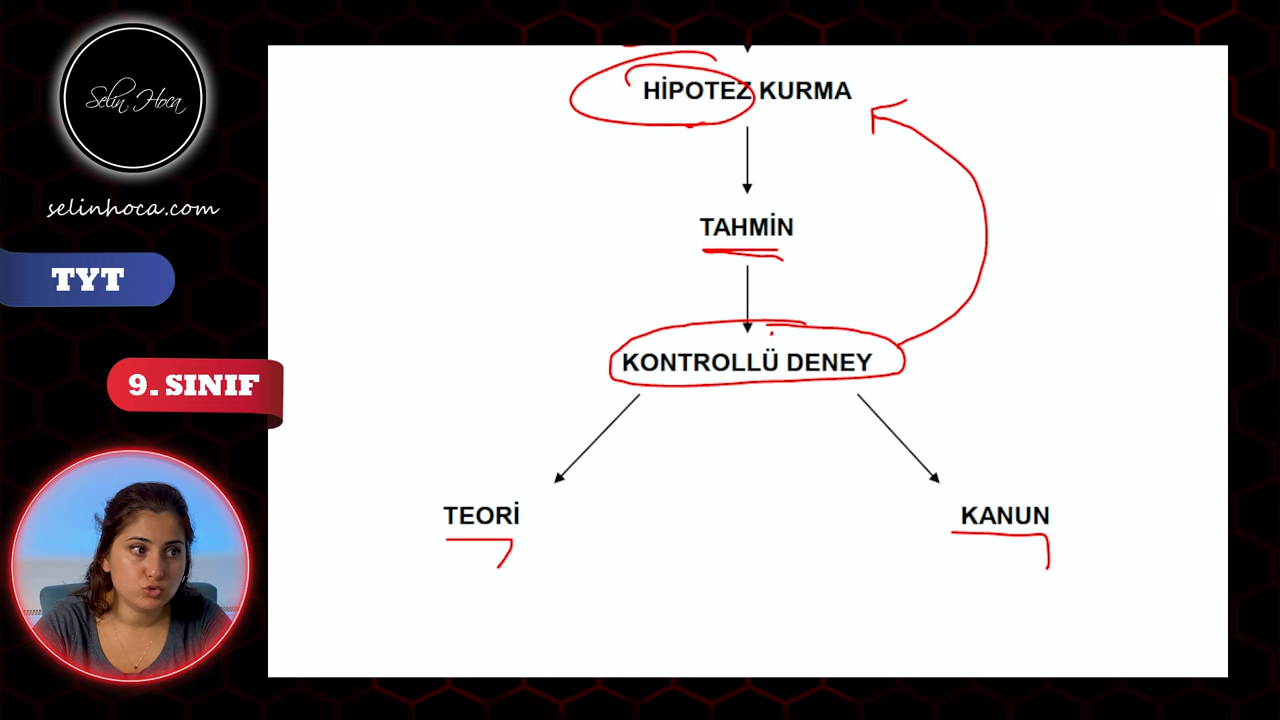 Selin Hoca
selinhoca.com
TYT
9. SINIF
HİPOTEZ KURMA
TAHMİN
KONTROLLÜ DENEY
TEORİ
KANUN